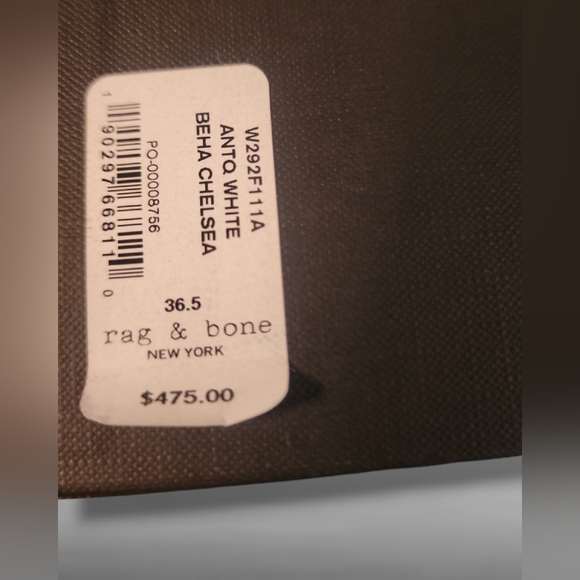 W292F111A
ANTQ WHITE
BEHA CHELSEA
PO-00008756
1 90297 66811 0
36.5
rag & bone
NEW YORK
$475.00